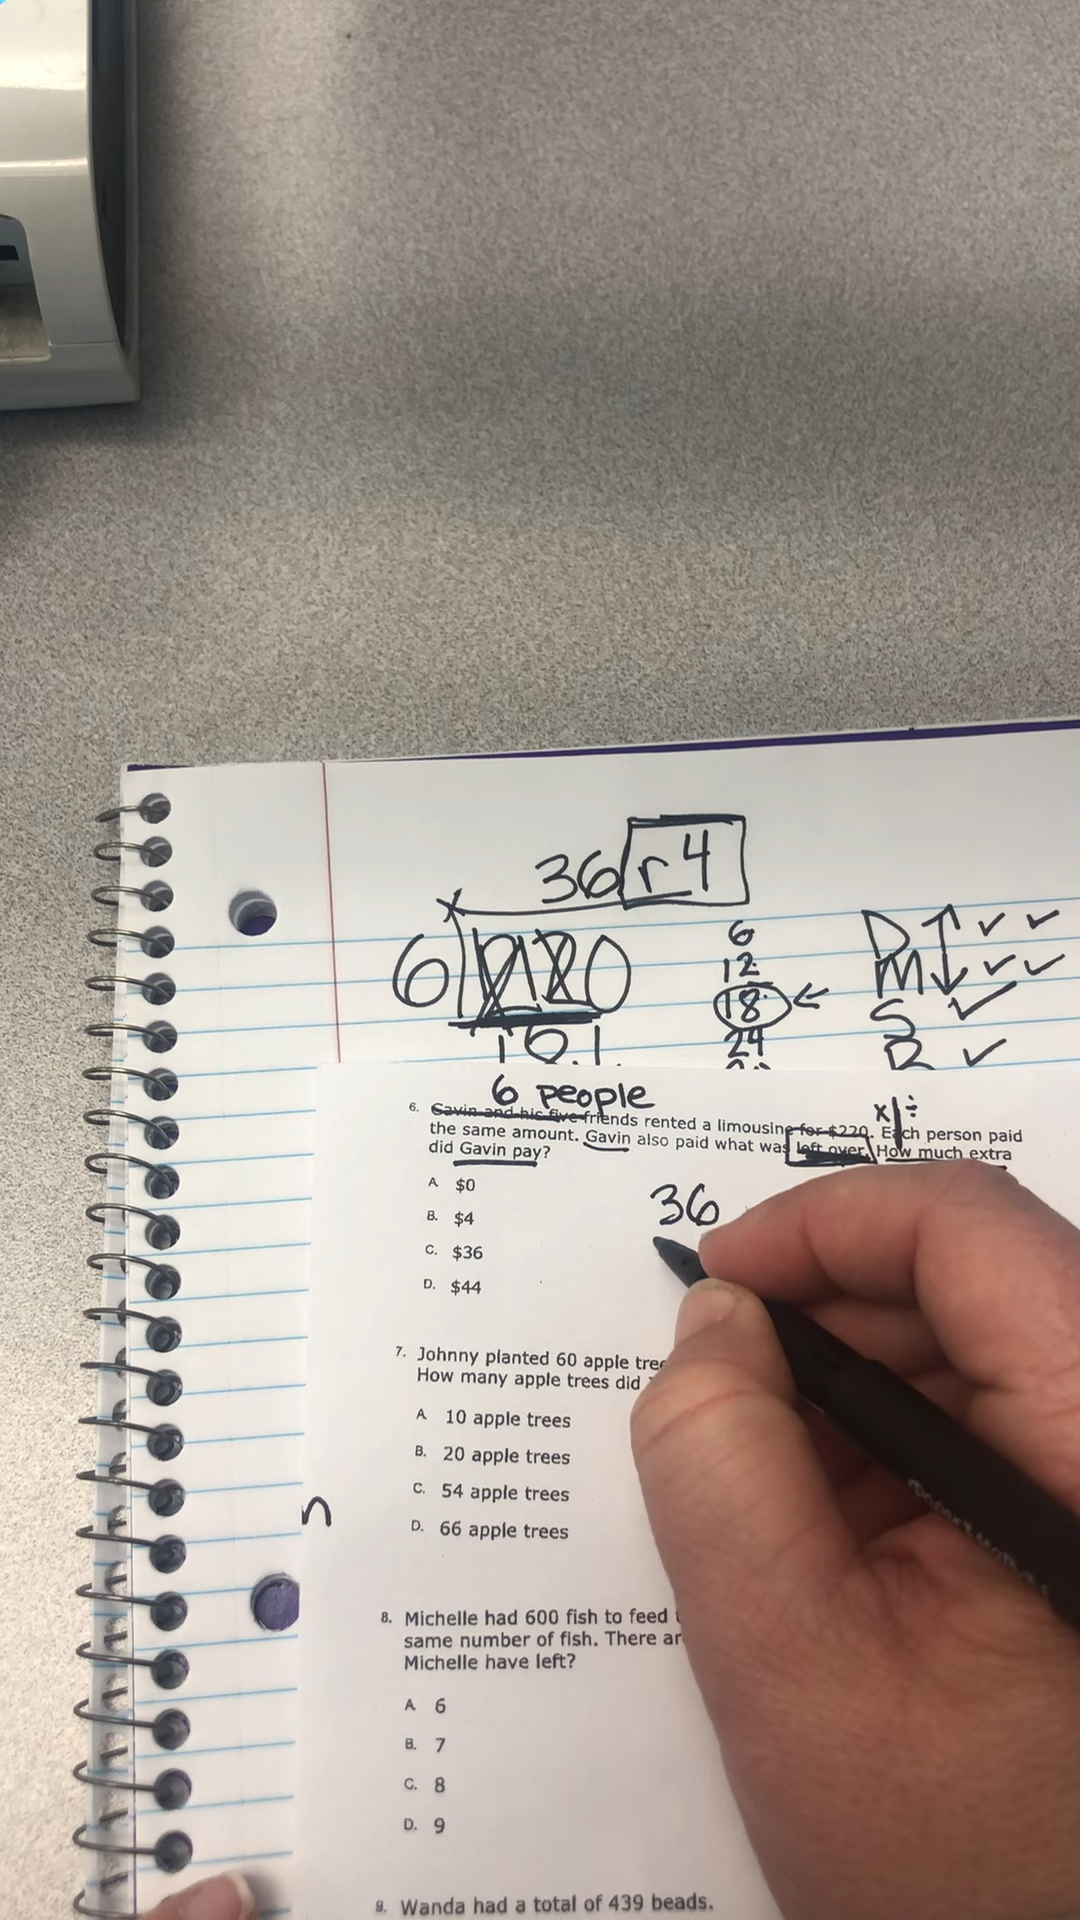 36 r 4
6 220
6
12
18
24
D
M
S
B
6 people
x ÷
6. Gavin and his five friends rented a limousine for $220. Each person paid
the same amount. Gavin also paid what was left over. How much extra
did Gavin pay?
A $0
B. $4
C. $36
D. $44
36
7. Johnny planted 60 apple
How many apple trees did
A 10 apple trees
B. 20 apple trees
C. 54 apple trees
D. 66 apple trees
n
8. Michelle had 600 fish to feed
same number of fish. There
Michelle have left?
A 6
B. 7
C. 8
D. 9
9. Wanda had a total of 439 beads.